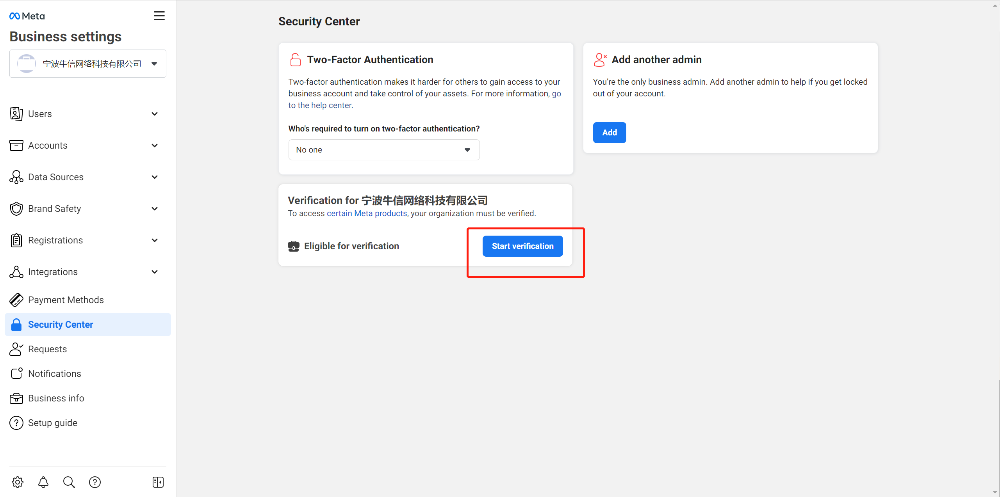 Meta
Business settings
宁波牛信网络科技有限公司
Users
Accounts
Data Sources
Brand Safety
Registrations
Integrations
Payment Methods
Security Center
Requests
Notifications
Business info
Setup guide
Security Center
Two-Factor Authentication
Two-factor authentication makes it harder for others to gain access to your
business account and take control of your assets. For more information, go
to the help center.
Who's required to turn on two-factor authentication?
No one
Add another admin
You’re the only business admin. Add another admin to help if you get locked
out of your account.
Add
Verification for 宁波牛信网络科技有限公司
To access certain Meta products, your organization must be verified.
Eligible for verification
Start verification